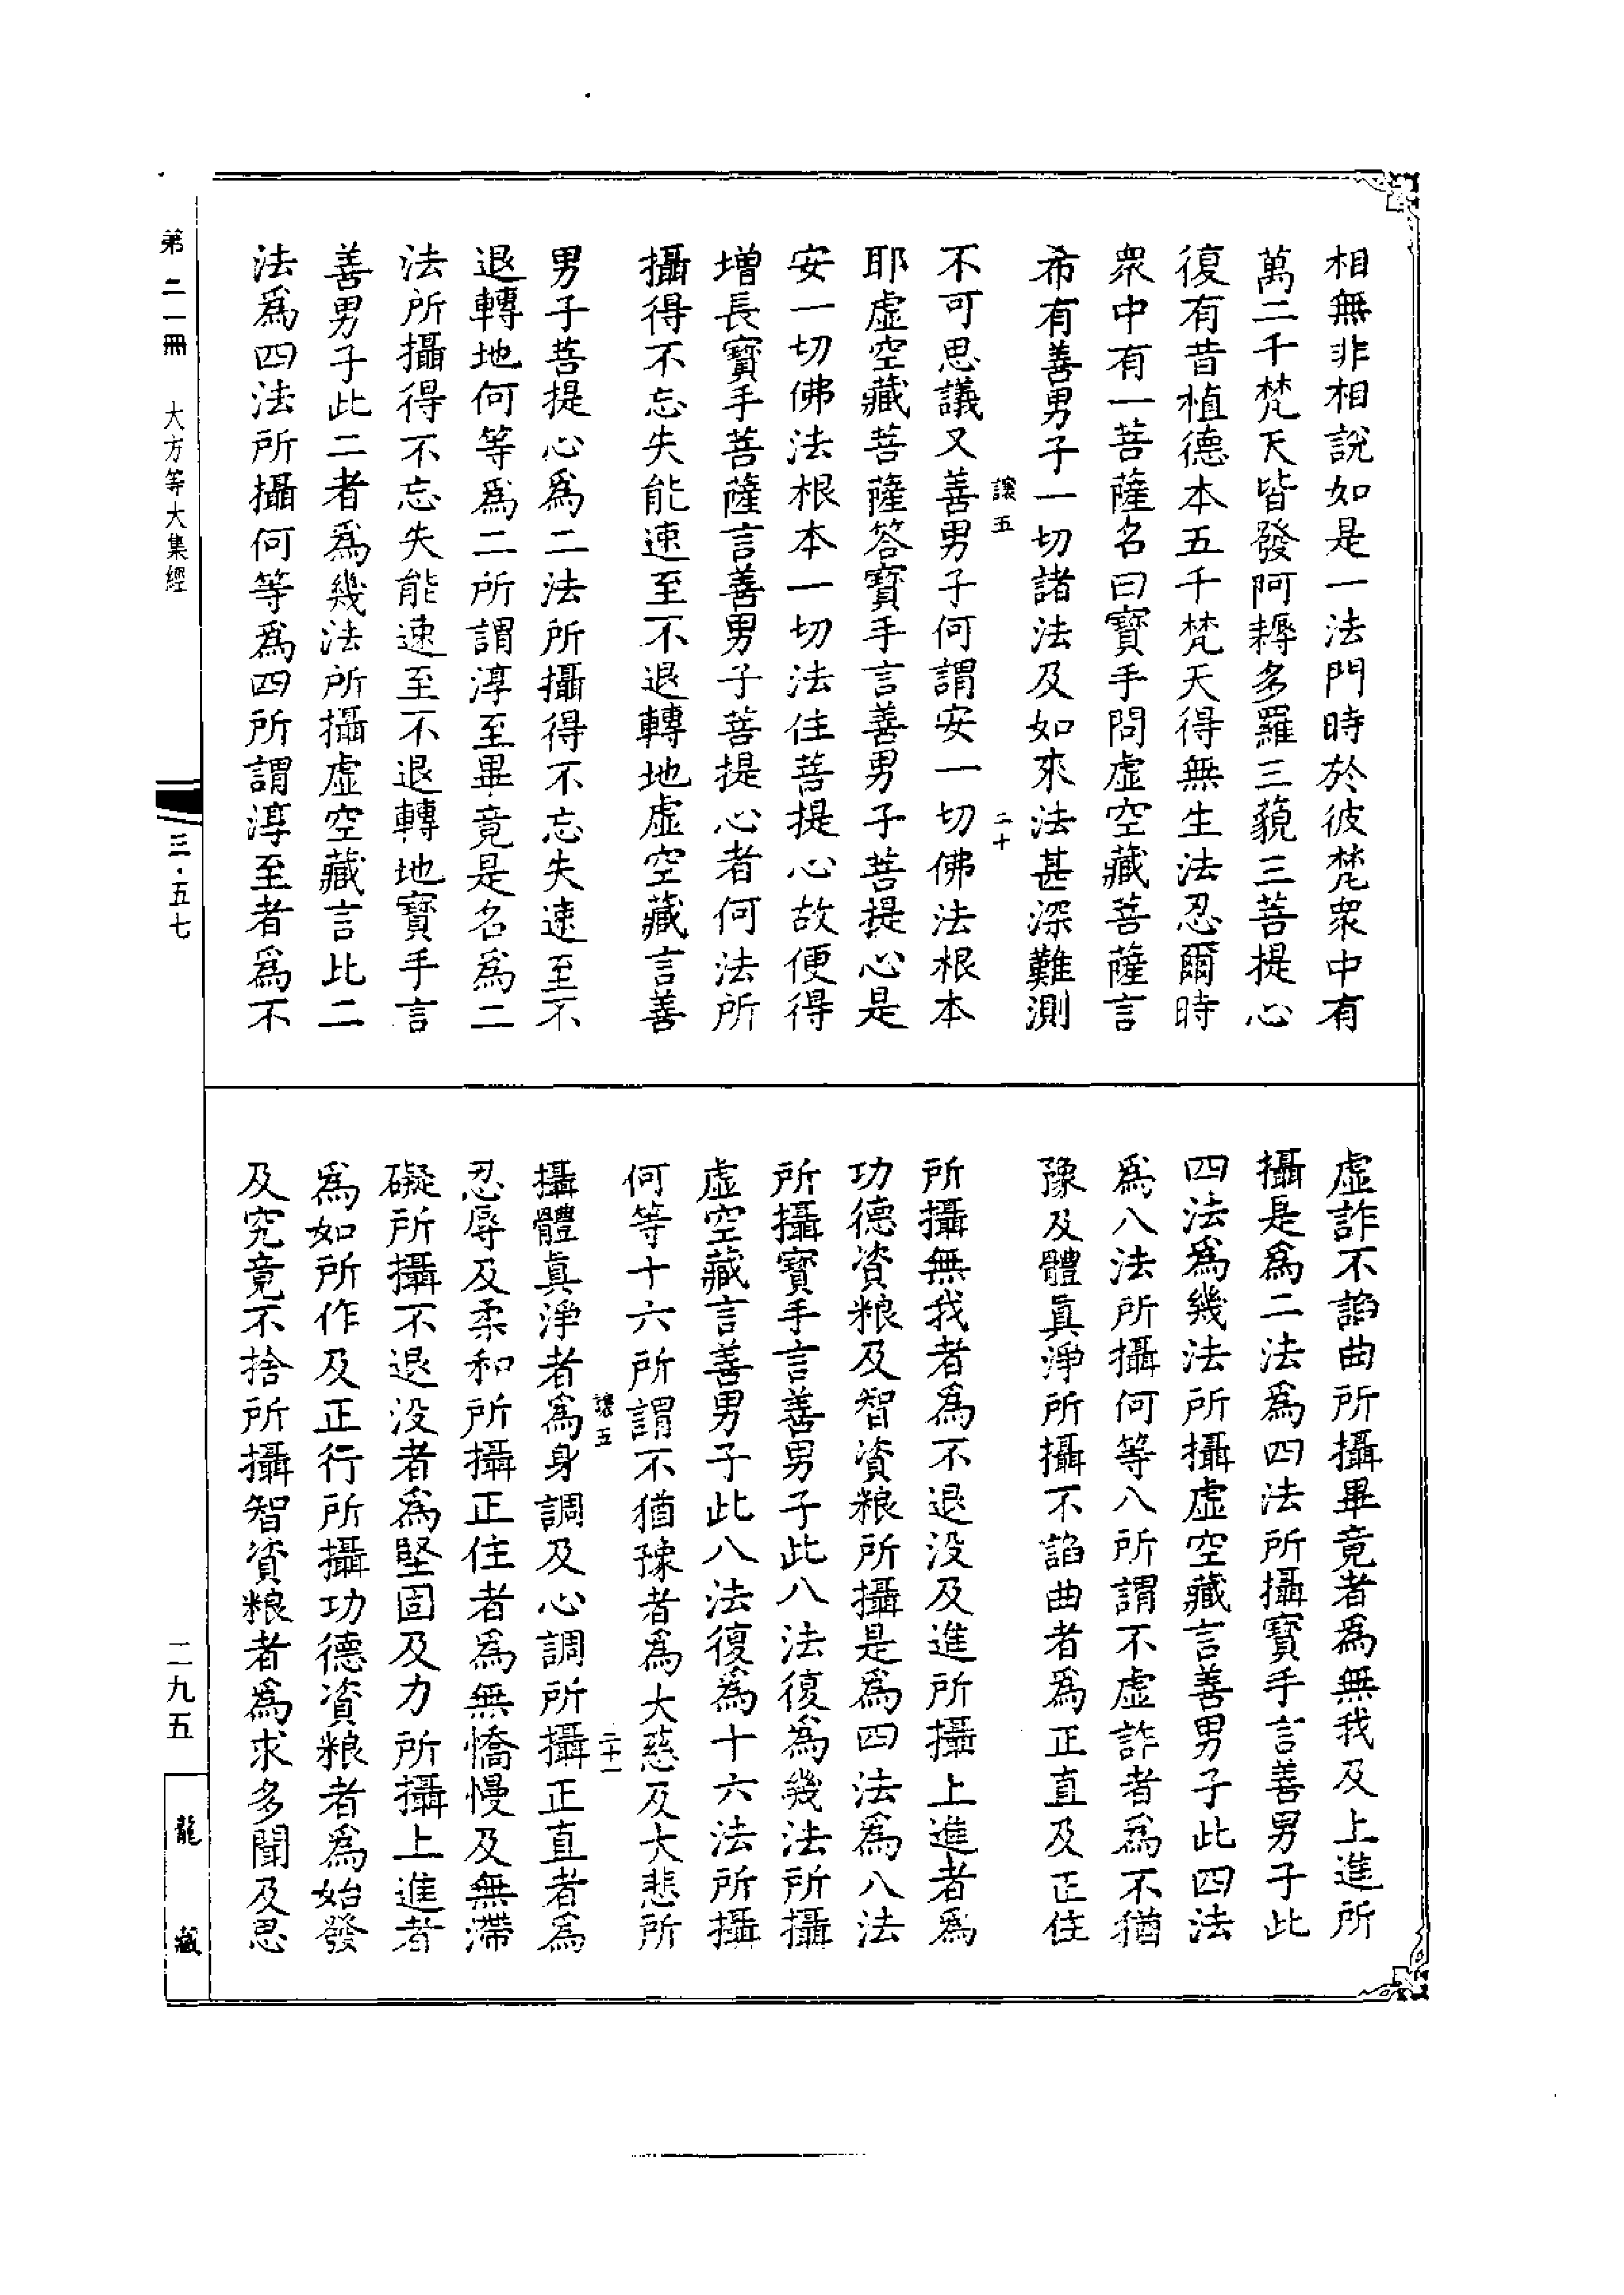 相無非相說如是一法門時於彼梵衆中有
萬二千梵天皆發阿耨多羅三藐三菩提心
復有昔植德本五千梵天得無生法忍爾時
衆中有一菩薩名曰寶手問虛空藏菩薩言
希有善男子一切諸法及如來法甚深難測
讓五
二十
不可思議又善男子何謂安一切佛法根本
耶虛空藏菩薩答寶手言善男子菩提心是
安一切佛法根本一切法住菩提心故便得
增長寶手菩薩言善男子菩提心者何法所
攝得不忘失能速至不退轉地虛空藏言善
男子菩提心爲二法所攝得不忘失速至不
退轉地何等爲二所謂淳至畢竟是名爲二
法所攝得不忘失能速至不退轉地寶手言
善男子此二者爲幾法所攝虛空藏言比二
法爲四法所攝何等爲四所謂淳至者爲不
虛詐不諂曲所攝畢竟者爲無我及上進所
攝是爲二法爲四法所攝寶手言善男子此
四法爲幾法所攝虛空藏言善男子此四法
爲八法所攝何等八所謂不虛詐者爲不猶
豫及體眞淨所攝不諂曲者爲正直及正住
所攝無我者爲不退没及進所攝上進者爲
功德資粮及智資粮所攝是爲四法爲八法
所攝寶手言善男子此八法復爲幾法所攝
虛空藏言善男子此八法復爲十六法所攝
何等十六所謂不猶豫者爲大慈及大悲所
讓五
二十一
攝體眞淨者爲身調及心調所攝正直者爲
忍辱及柔和所攝正住者爲無憍慢及無滯
礙所攝不退没者爲堅固及力所攝上進者
爲如所作及正行所攝功德資粮者爲始發
及究竟不捨所攝智資粮者爲求多聞及思
第二一冊 大方等大集經
三·五七
二九五
龍藏